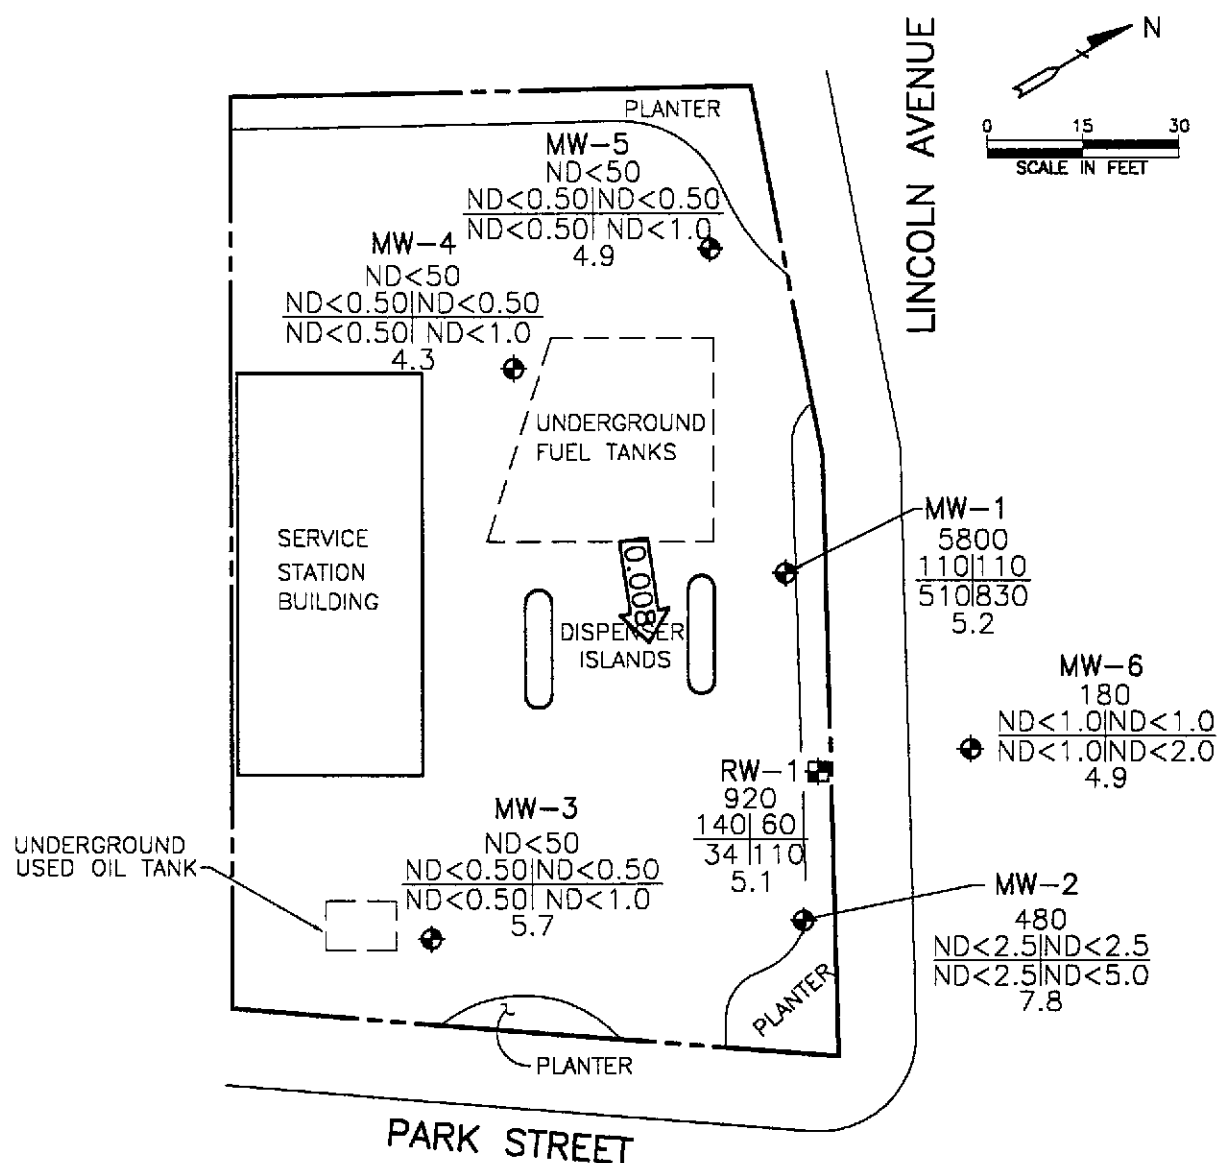 LINCOLN AVENUE
N
0 15 30
SCALE IN FEET
PLANTER
MW-5
ND<50
ND<0.50|ND<0.50
ND<0.50|ND<1.0
4.9
MW-4
ND<50
ND<0.50|ND<0.50
ND<0.50|ND<1.0
4.3
UNDERGROUND
FUEL TANKS
SERVICE
STATION
BUILDING
0.008
DISPENSER
ISLANDS
MW-1
5800
110|110
510|830
5.2
MW-6
180
ND<1.0|ND<1.0
ND<1.0|ND<2.0
4.9
RW-1
920
140|60
34|110
5.1
MW-3
ND<50
ND<0.50|ND<0.50
ND<0.50|ND<1.0
5.7
UNDERGROUND
USED OIL TANK
MW-2
480
ND<2.5|ND<2.5
ND<2.5|ND<5.0
7.8
PLANTER
PLANTER
PARK STREET